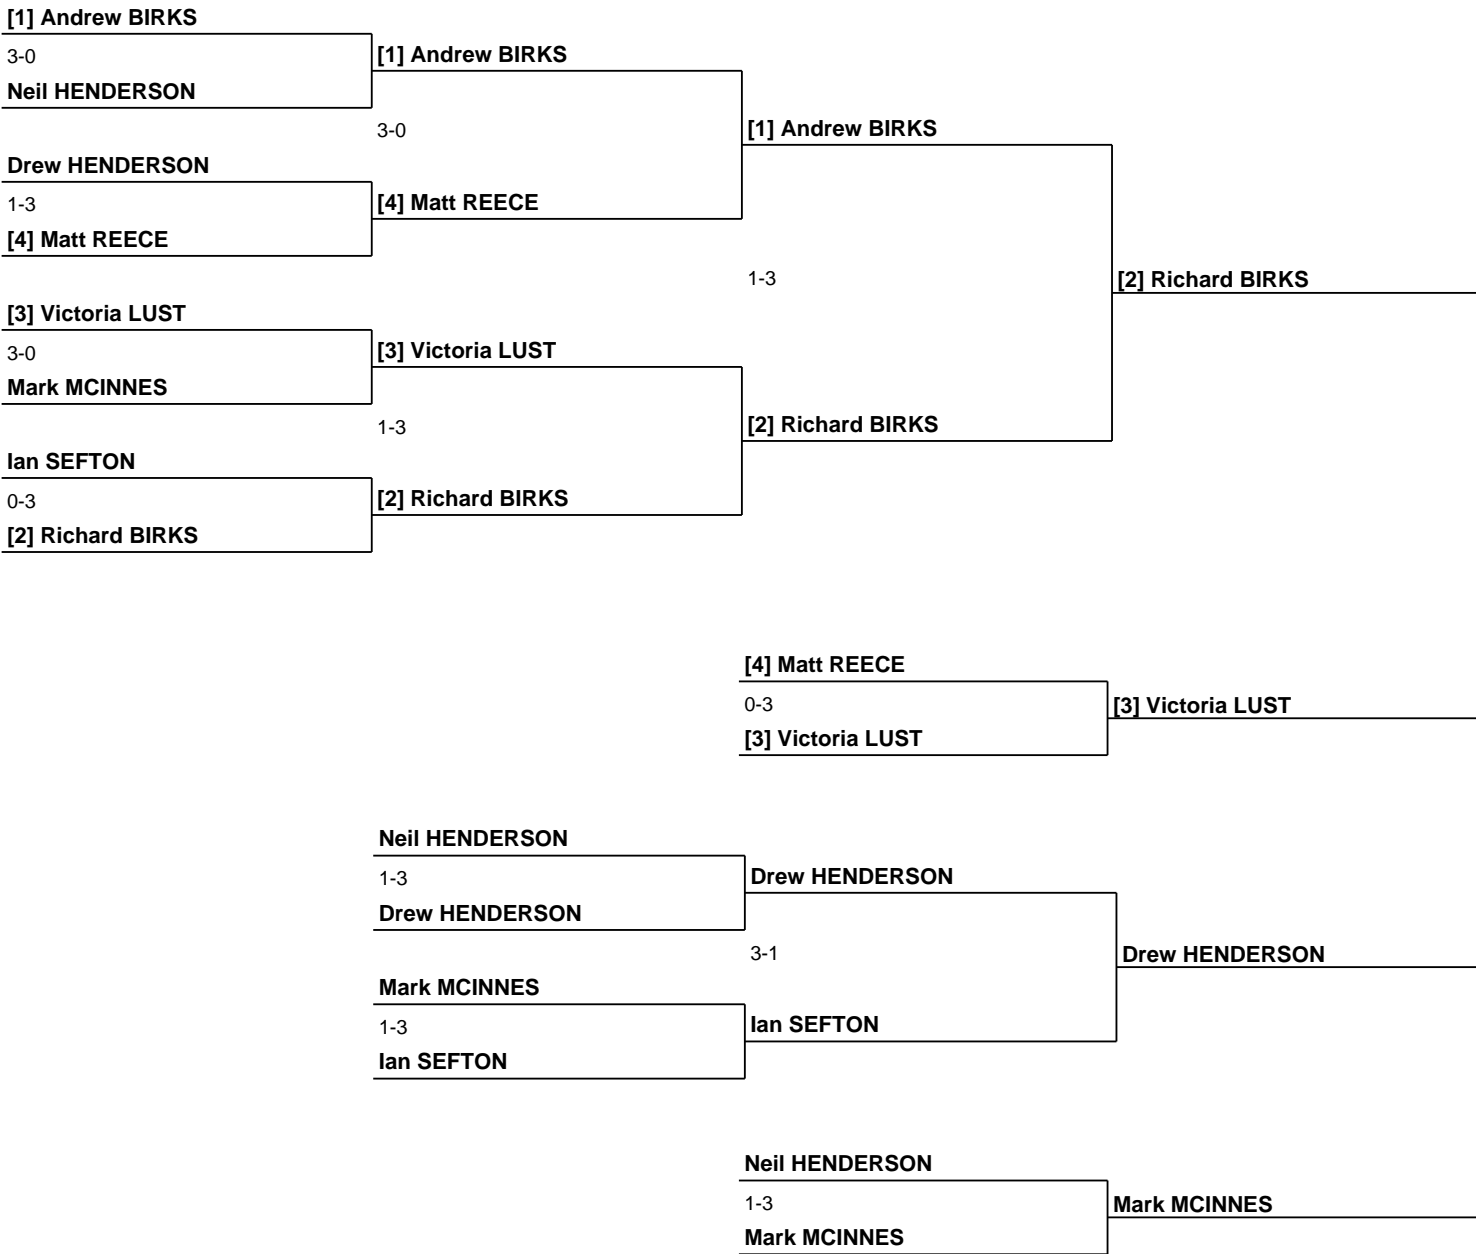 [1] Andrew BIRKS
3-0
[1] Andrew BIRKS
Neil HENDERSON
3-0
[1] Andrew BIRKS
Drew HENDERSON
1-3
[4] Matt REECE
[4] Matt REECE
1-3
[2] Richard BIRKS
[3] Victoria LUST
3-0
[3] Victoria LUST
Mark MCINNES
1-3
[2] Richard BIRKS
Ian SEFTON
0-3
[2] Richard BIRKS
[2] Richard BIRKS
[4] Matt REECE
0-3
[3] Victoria LUST
[3] Victoria LUST
Neil HENDERSON
1-3
Drew HENDERSON
Drew HENDERSON
3-1
Drew HENDERSON
Mark MCINNES
1-3
Ian SEFTON
Ian SEFTON
Neil HENDERSON
1-3
Mark MCINNES
Mark MCINNES